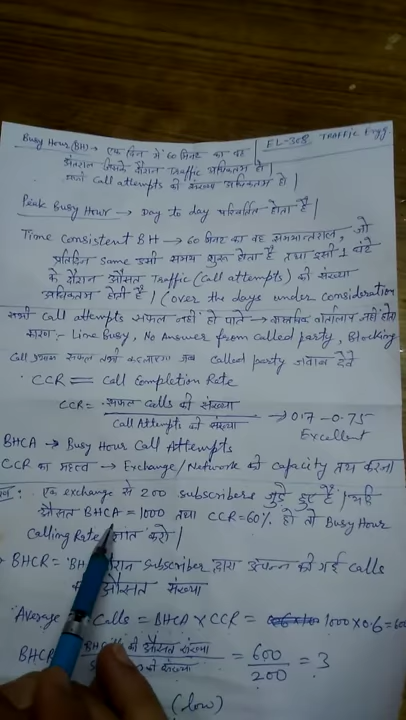 Busy Hour (BH) → एक दिन में 60 मिनट का वह
EL-308 TRAFFIC Engg
अंतराल जिसके दौरान Traffic अधिकतम हो।
Call attempts की संख्या अधिकतम हो।
Peak Busy Hour → Day to day परिवर्तित होता है।
Time Consistent BH → 60 मिनट का वह समयान्तराल, जो
प्रतिदिन same उसी समय शुरू होता है तथा इसी 1 घंटे
के दौरान औसत Traffic (Call attempts) की संख्या
अधिकतम होती है। (over the days under consideration
सभी Call attempts सफल नहीं हो पाते → वास्तविक वार्तालाप नहीं होता
कारण :- Line Busy, No Answer from Called party, Blocking
Call प्रयास सफल तभी कहलाएगा जब Called party जवाब देवे
CCR = Call Completion Rate
CCR = सफल Calls की संख्या / Call Attempts की संख्या → 0.7 - 0.75
Excellent
BHCA → Busy Hour Call Attempts
CCR का महत्व → Exchange/Network की Capacity तय करना
एक exchange से 200 subscribers जुड़े हुए हैं। यदि
औसत BHCA = 1000 तथा CCR = 60% हो तो Busy Hour
Calling Rate ज्ञात करो।
BHCR = दौरान Subscriber द्वारा उत्पन्न की गई calls
औसत संख्या
Average Calls = BHCA × CCR = 1000 × 0.6 = 600
BHCR की औसत संख्या / की संख्या = 600 / 200 = 3
(low)